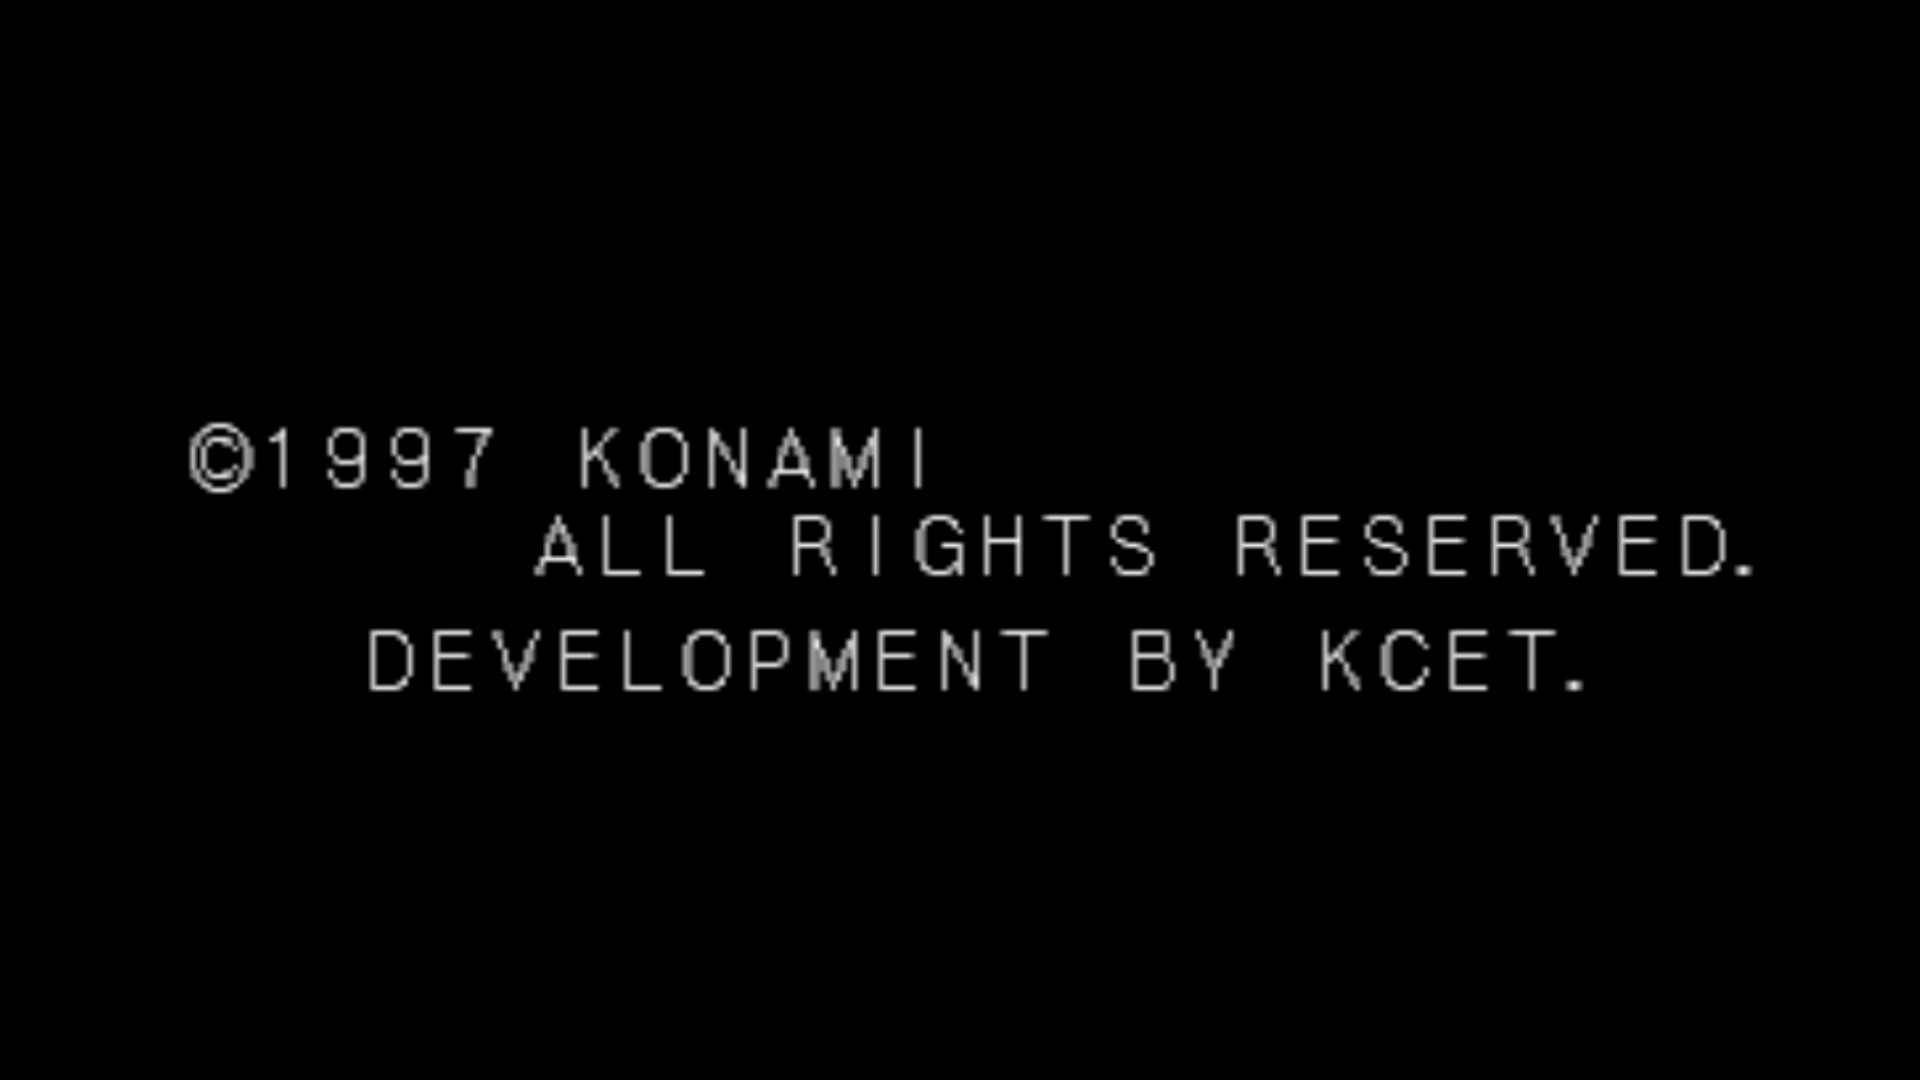 ©1997 KONAMI
ALL RIGHTS RESERVED.
DEVELOPMENT BY KCET.